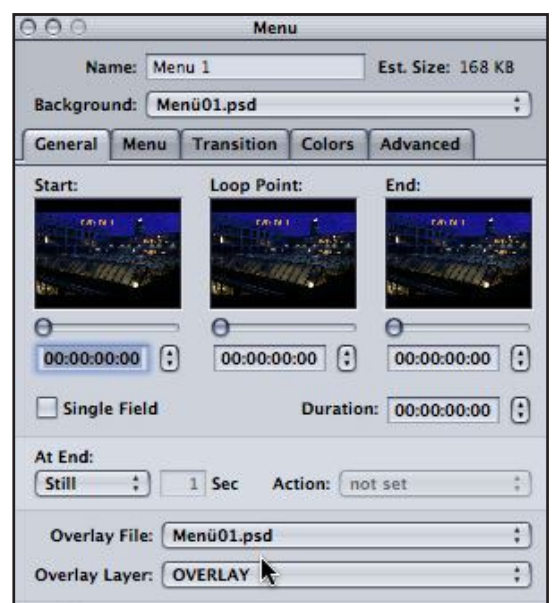 Menu
Name: Menu 1 Est. Size: 168 KB
Background: Menü01.psd
General Menu Transition Colors Advanced
Start: Loop Point: End:
00:00:00:00 00:00:00:00 00:00:00:00
Single Field Duration: 00:00:00:00
At End:
Still 1 Sec Action: not set
Overlay File: Menü01.psd
Overlay Layer: OVERLAY